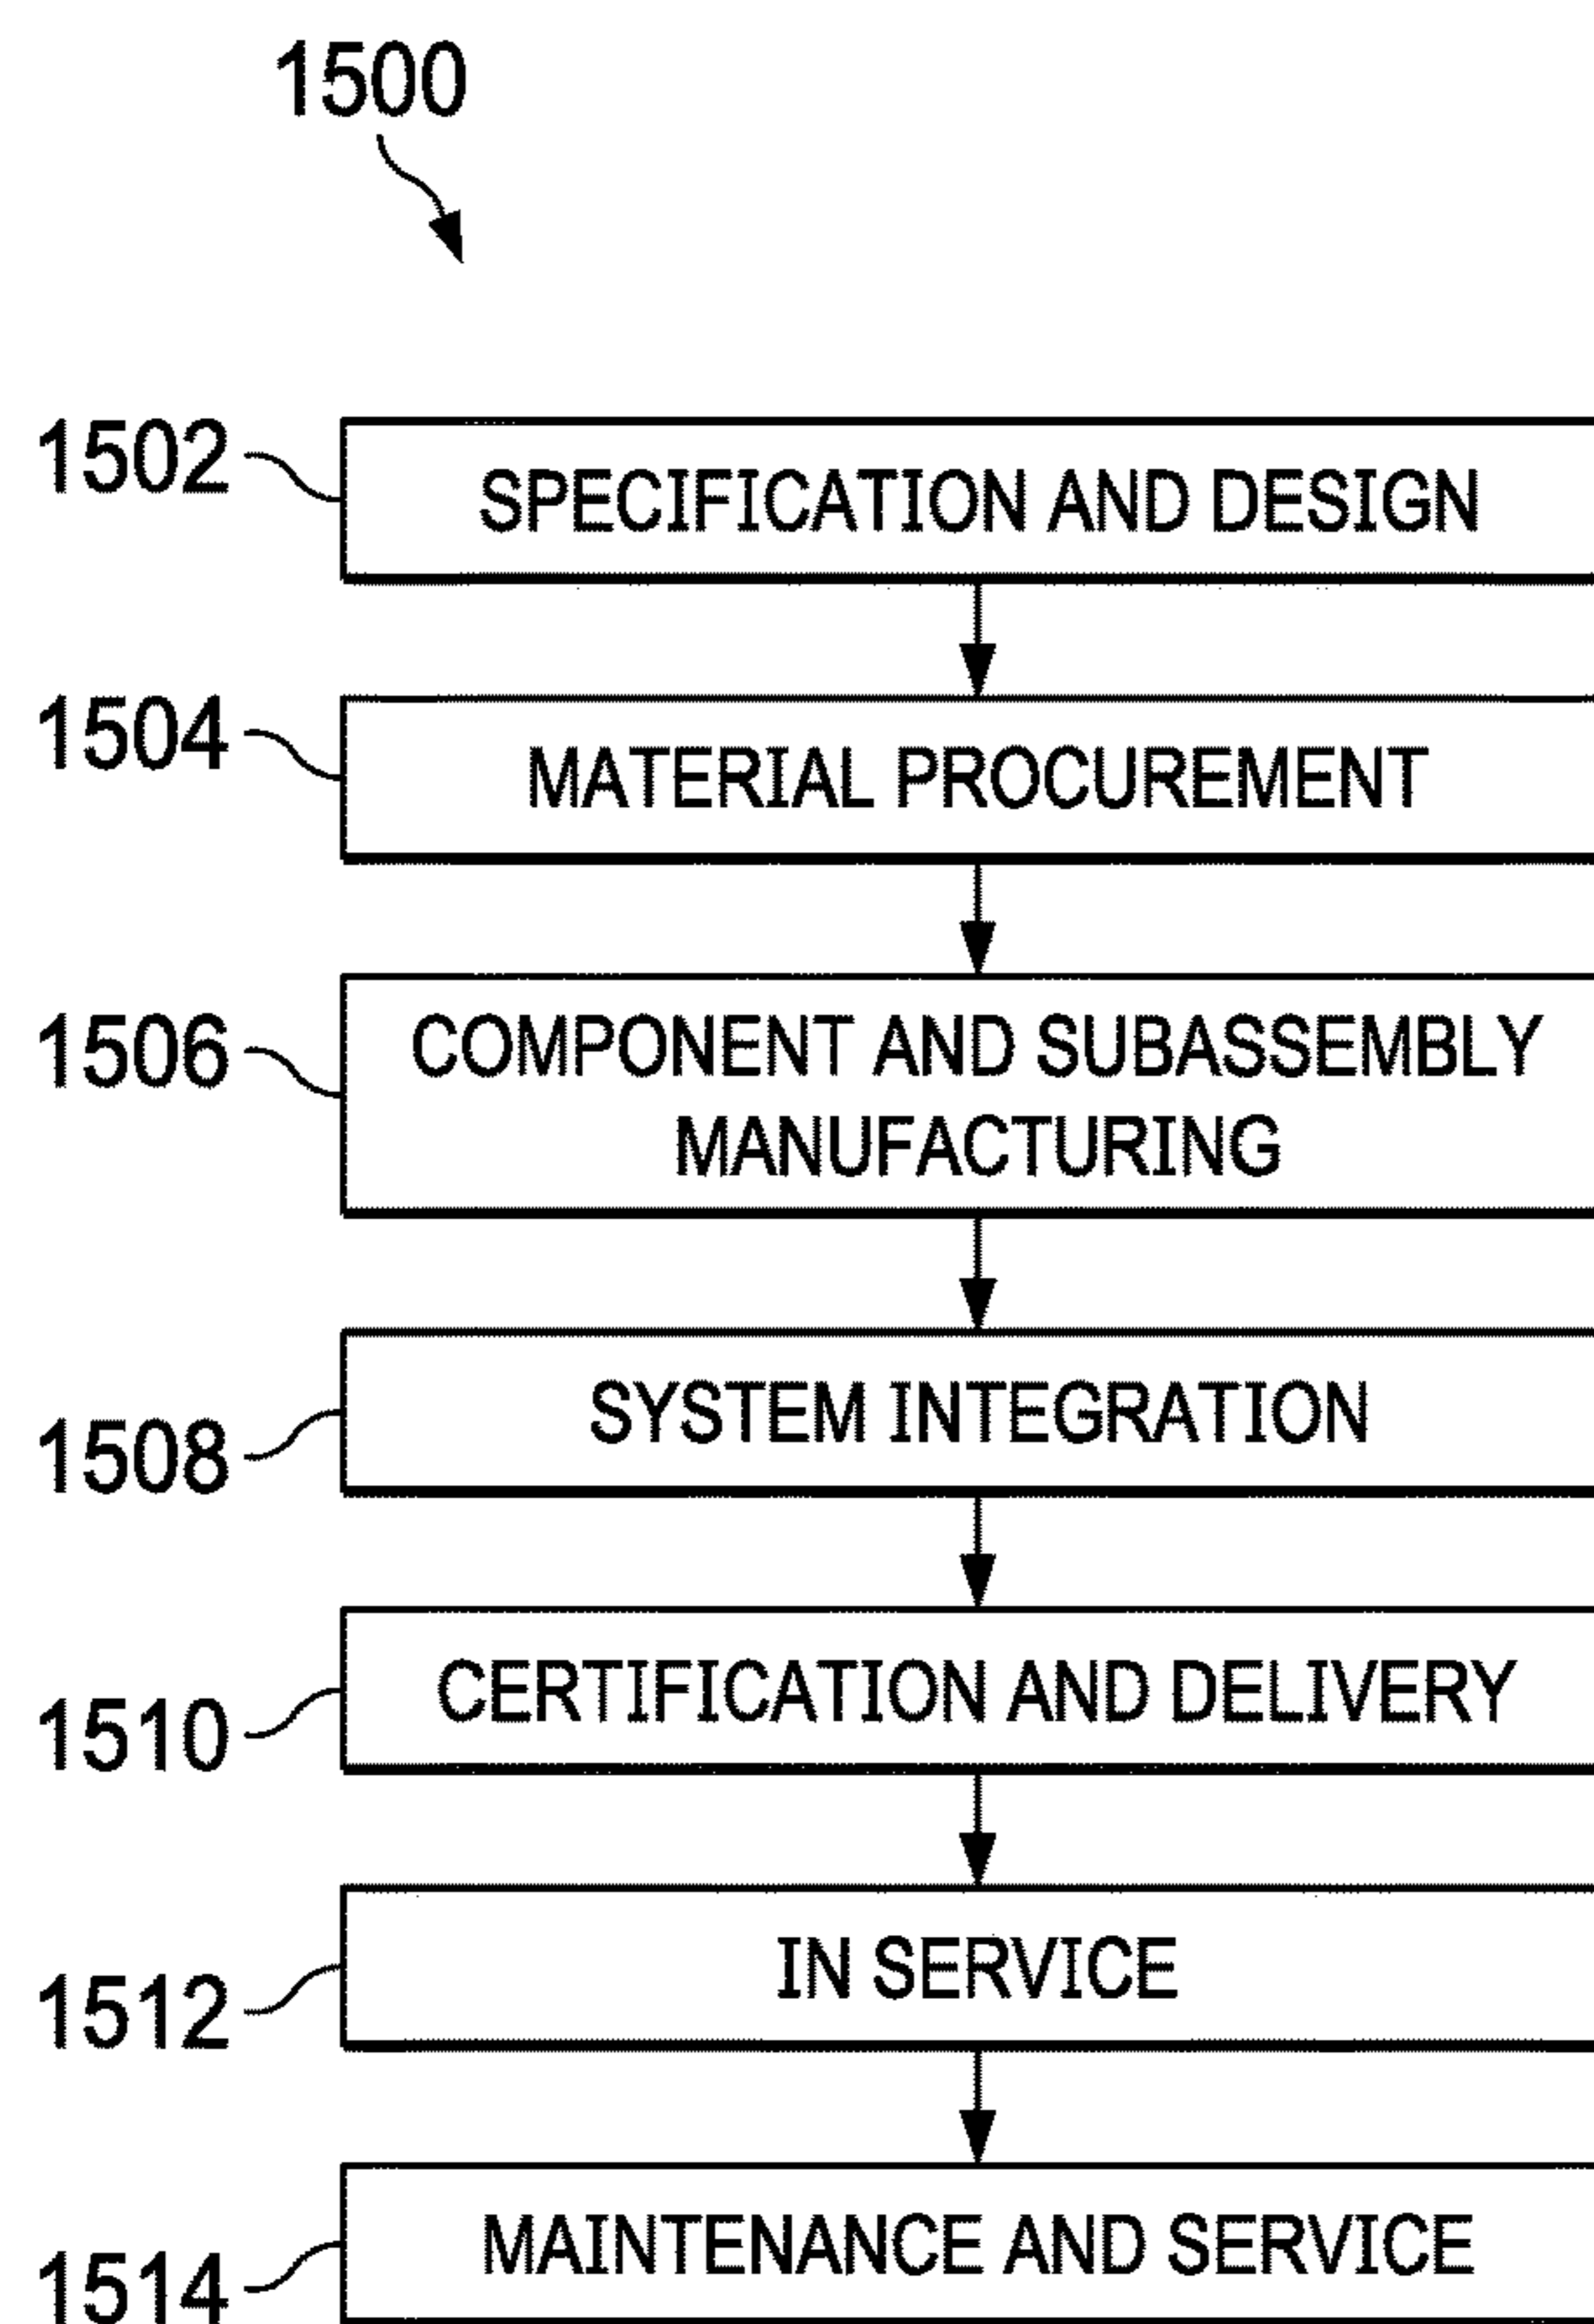 1500
1502
SPECIFICATION AND DESIGN
1504
MATERIAL PROCUREMENT
1506
COMPONENT AND SUBASSEMBLY
MANUFACTURING
1508
SYSTEM INTEGRATION
1510
CERTIFICATION AND DELIVERY
1512
IN SERVICE
1514
MAINTENANCE AND SERVICE